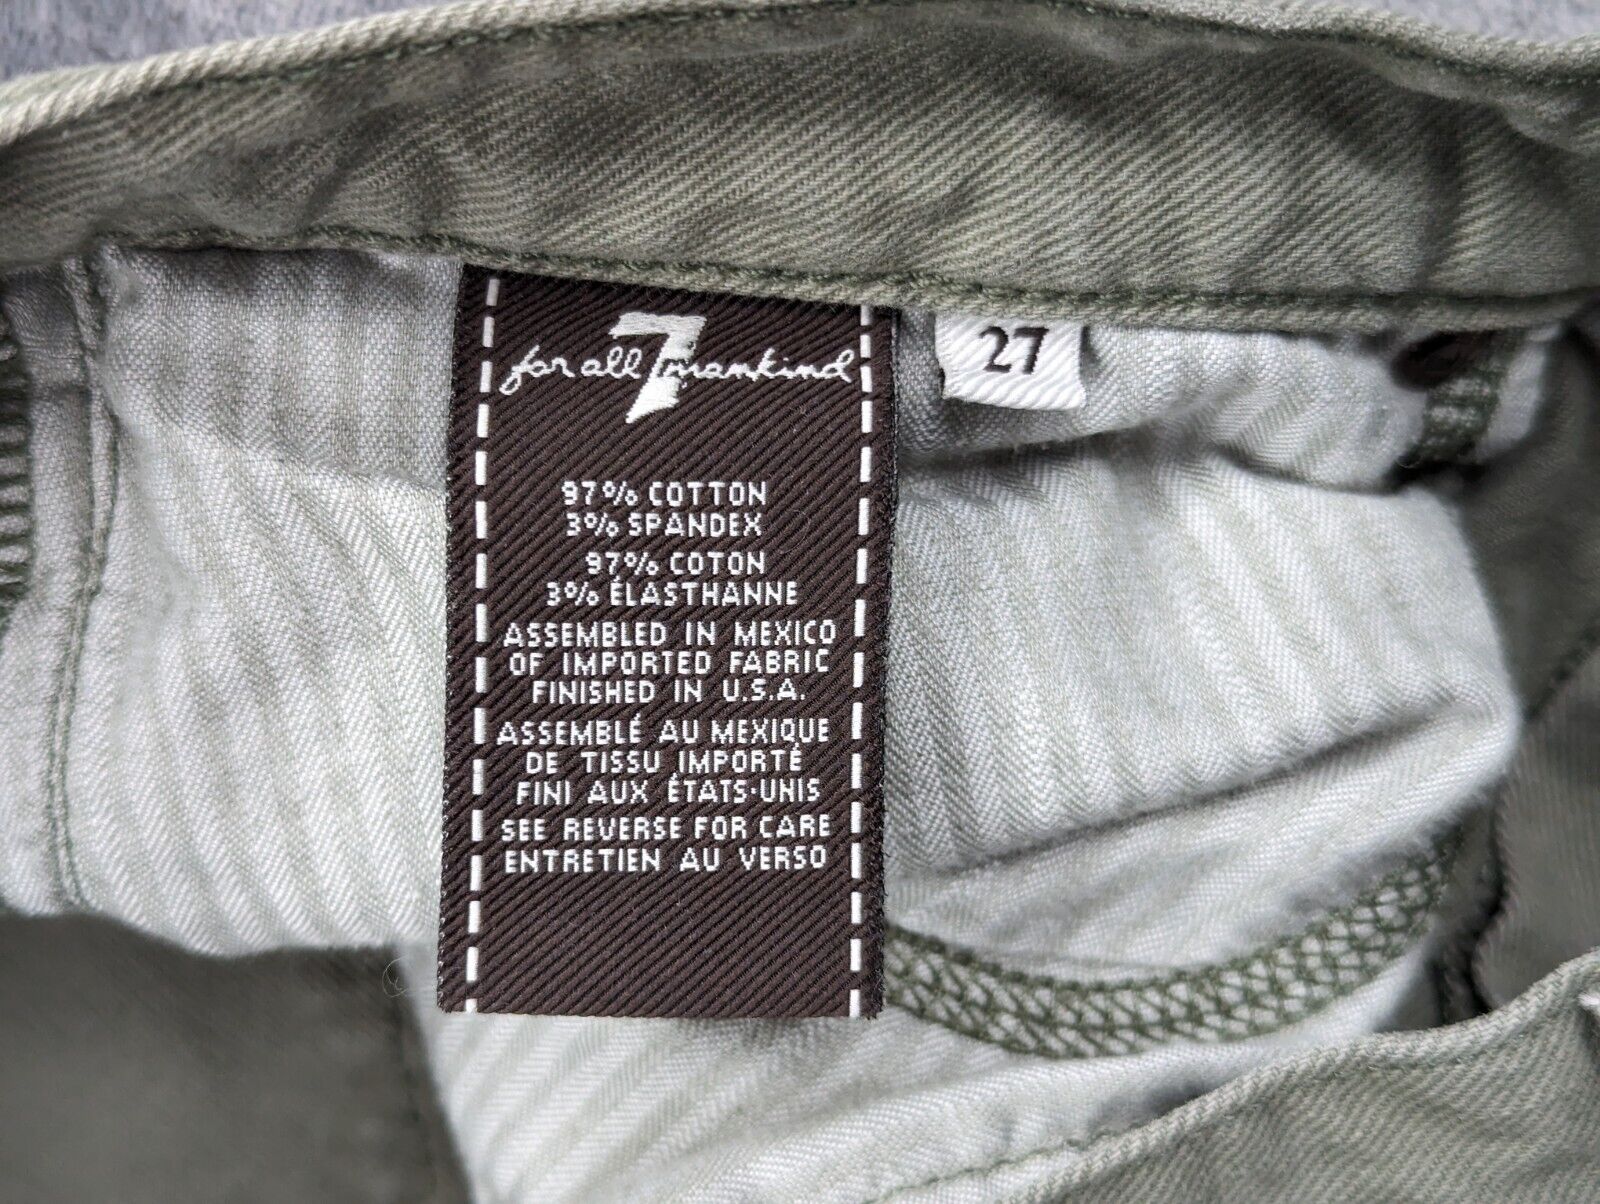 for all 7 mankind
27
97% COTTON
3% SPANDEX
97% COTON
3% ÉLASTHANNE
ASSEMBLED IN MEXICO
OF IMPORTED FABRIC
FINISHED IN U.S.A.
ASSEMBLÉ AU MEXIQUE
DE TISSU IMPORTÉ
FINI AUX ÉTATS-UNIS
SEE REVERSE FOR CARE
ENTRETIEN AU VERSO